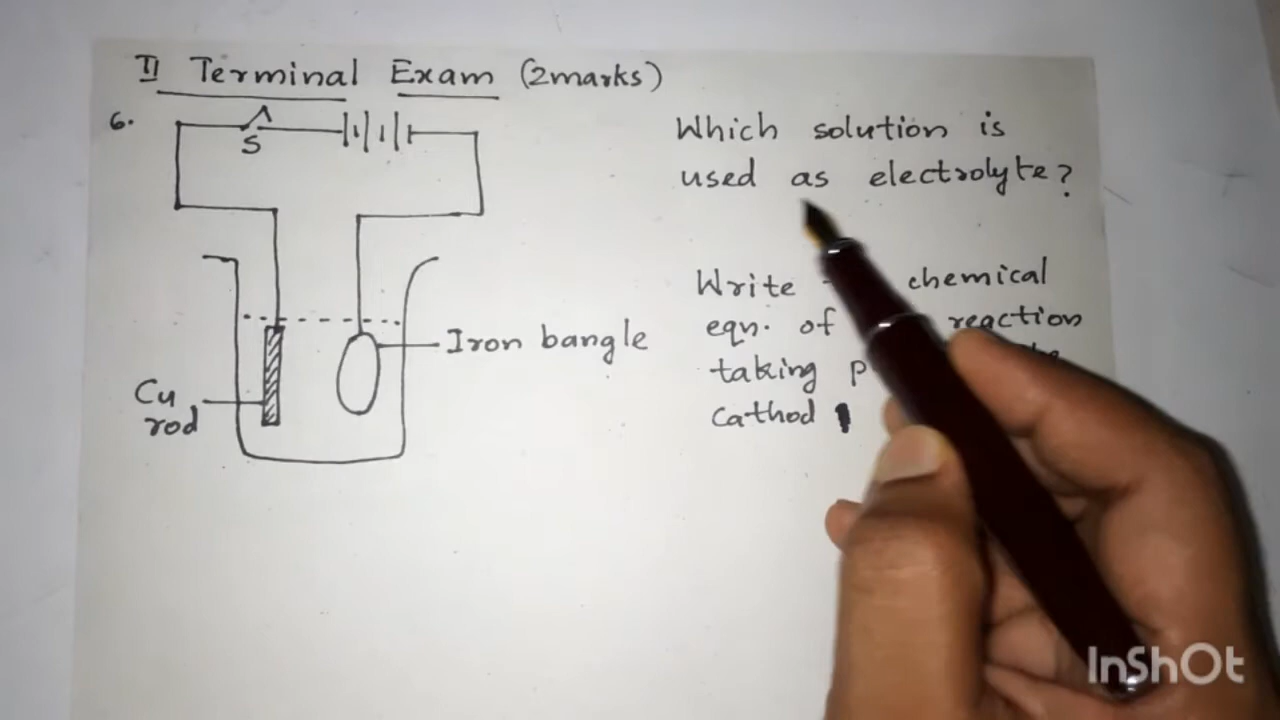 II Terminal Exam (2marks)
6.
S
Which solution is
used as electrolyte?
Write chemical
eqn. of reaction
taking
Cathod
Iron bangle
Cu
rod
InShOt